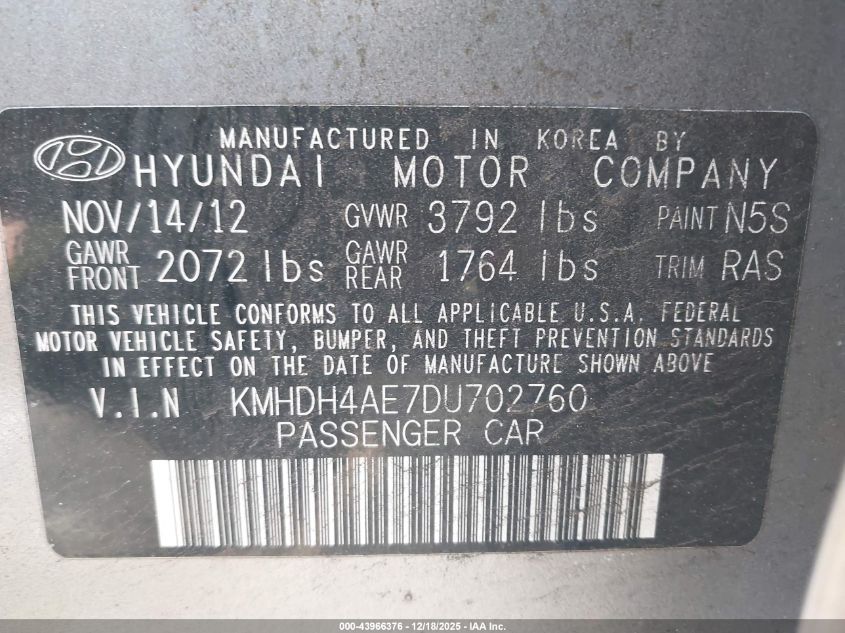 MANUFACTURED IN KOREA BY
HYUNDAI MOTOR COMPANY
NOV/14/12 GVWR 3792 lbs PAINT N5S
GAWR FRONT 2072 lbs GAWR REAR 1764 lbs TRIM RAS
THIS VEHICLE CONFORMS TO ALL APPLICABLE U.S.A. FEDERAL
MOTOR VEHICLE SAFETY, BUMPER, AND THEFT PREVENTION STANDARDS
IN EFFECT ON THE DATE OF MANUFACTURE SHOWN ABOVE
V.I.N KMHDH4AE7DU702760
PASSENGER CAR
000-43966376 - 12/18/2025 - IAA Inc.